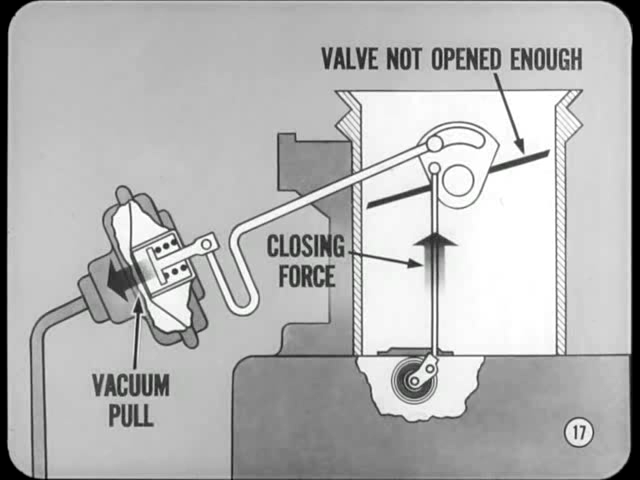 VALVE NOT OPENED ENOUGH
CLOSING
FORCE
VACUUM
PULL
17